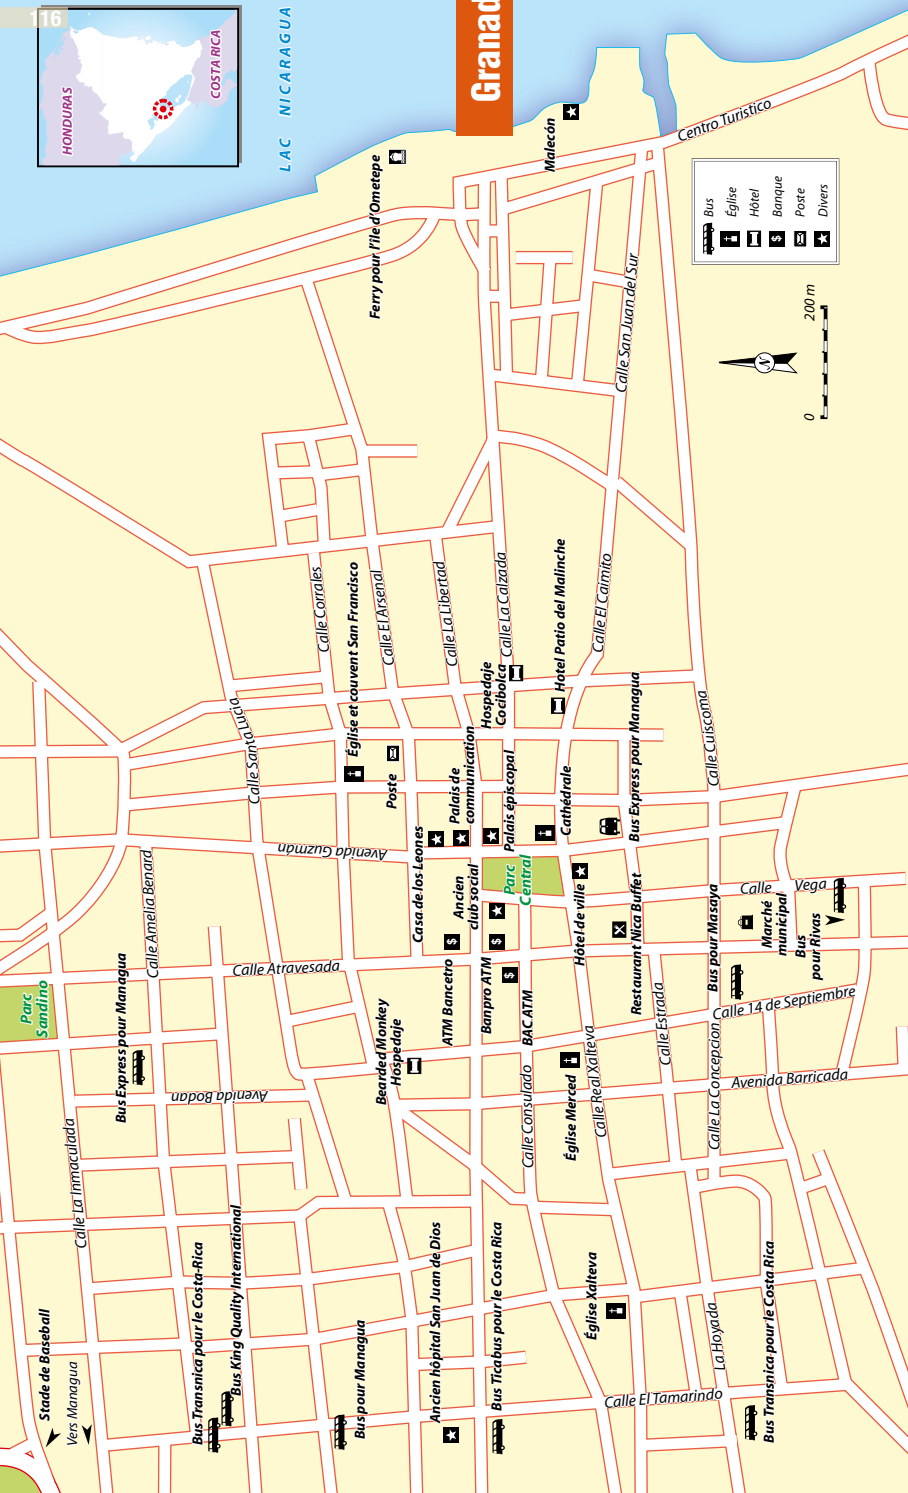 116
HONDURAS
COSTA RICA
LAC NICARAGUA
Granad
Centro Turistico
Malecón
Ferry pour l'île d'Ometepe
Bus
Église
Hôtel
Banque
Poste
Divers
0
200 m
N
Calle San Juan del Sur
Calle Corrales
Église et couvent San Francisco
Calle El Arsenal
Calle La Libertad
Calle La Calzada
Hospedaje
Cocibolca
Hotel Patio del Malinche
Calle El Caimito
Calle Cuiscoma
Calle Santa Lucia
Poste
Palais de
communication
Palais épiscopal
Cathédrale
Bus Express pour Managua
Avenida Guzmán
Casa de los Leones
Ancien
club social
Parc
Central
Hôtel de ville
Restaurant Nica Buffet
Bus pour Masaya
Calle Vega
Marché
municipal
Bus
pour Rivas
Calle Amelia Benard
Calle Atravesada
ATM Bancetro
Banpro ATM
BAC ATM
Calle Estrada
Calle 14 de Septiembre
Parc
Sandino
Bus Express pour Managua
Avenida Bodan
Bearded Monkey
Hospedaje
Calle Consulado
Église Merced
Calle Real Xalteva
Calle La Concepcion
Avenida Barricada
Calle La Inmaculada
Stade de Baseball
Vers Managua
Bus Transnica pour le Costa-Rica
Bus King Quality International
Bus pour Managua
Ancien hôpital San Juan de Dios
Bus Ticabus pour le Costa Rica
Église Xalteva
Calle El Tamarindo
La Hoyada
Bus Transnica pour le Costa Rica